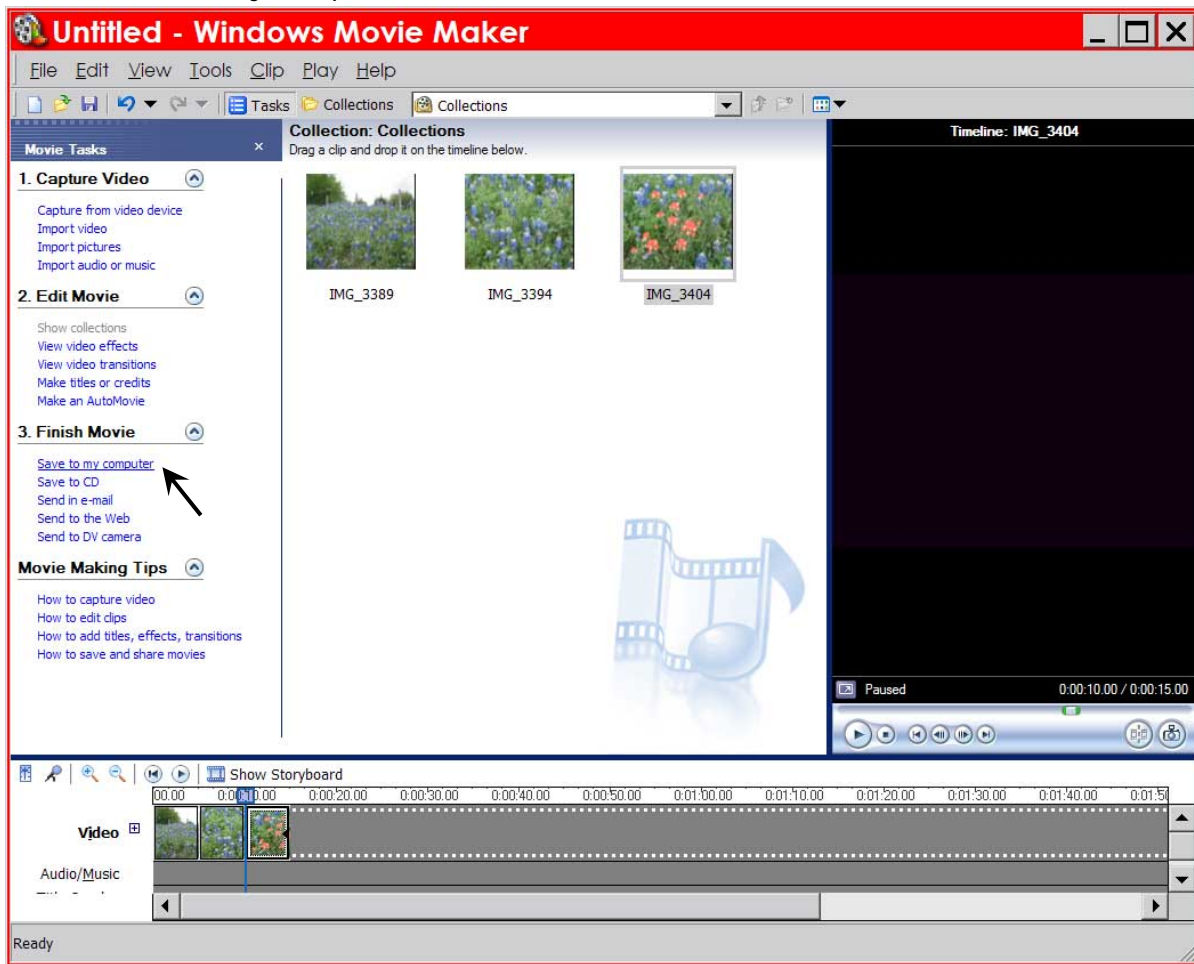 Untitled - Windows Movie Maker
File Edit View Tools Clip Play Help
Tasks Collections Collections
Movie Tasks ×
Collection: Collections
Drag a clip and drop it on the timeline below.
Timeline: IMG_3404
1. Capture Video
Capture from video device
Import video
Import pictures
Import audio or music
2. Edit Movie
Show collections
View video effects
View video transitions
Make titles or credits
Make an AutoMovie
3. Finish Movie
Save to my computer
Save to CD
Send in e-mail
Send to the Web
Send to DV camera
Movie Making Tips
How to capture video
How to edit clips
How to add titles, effects, transitions
How to save and share movies
IMG_3389 IMG_3394 IMG_3404
Paused 0:00:10.00 / 0:00:15.00
Show Storyboard
00.00 0:00:20.00 0:00:30.00 0:00:40.00 0:00:50.00 0:01:00.00 0:01:10.00 0:01:20.00 0:01:30.00 0:01:40.00 0:01:50
Video
Audio/Music
Ready